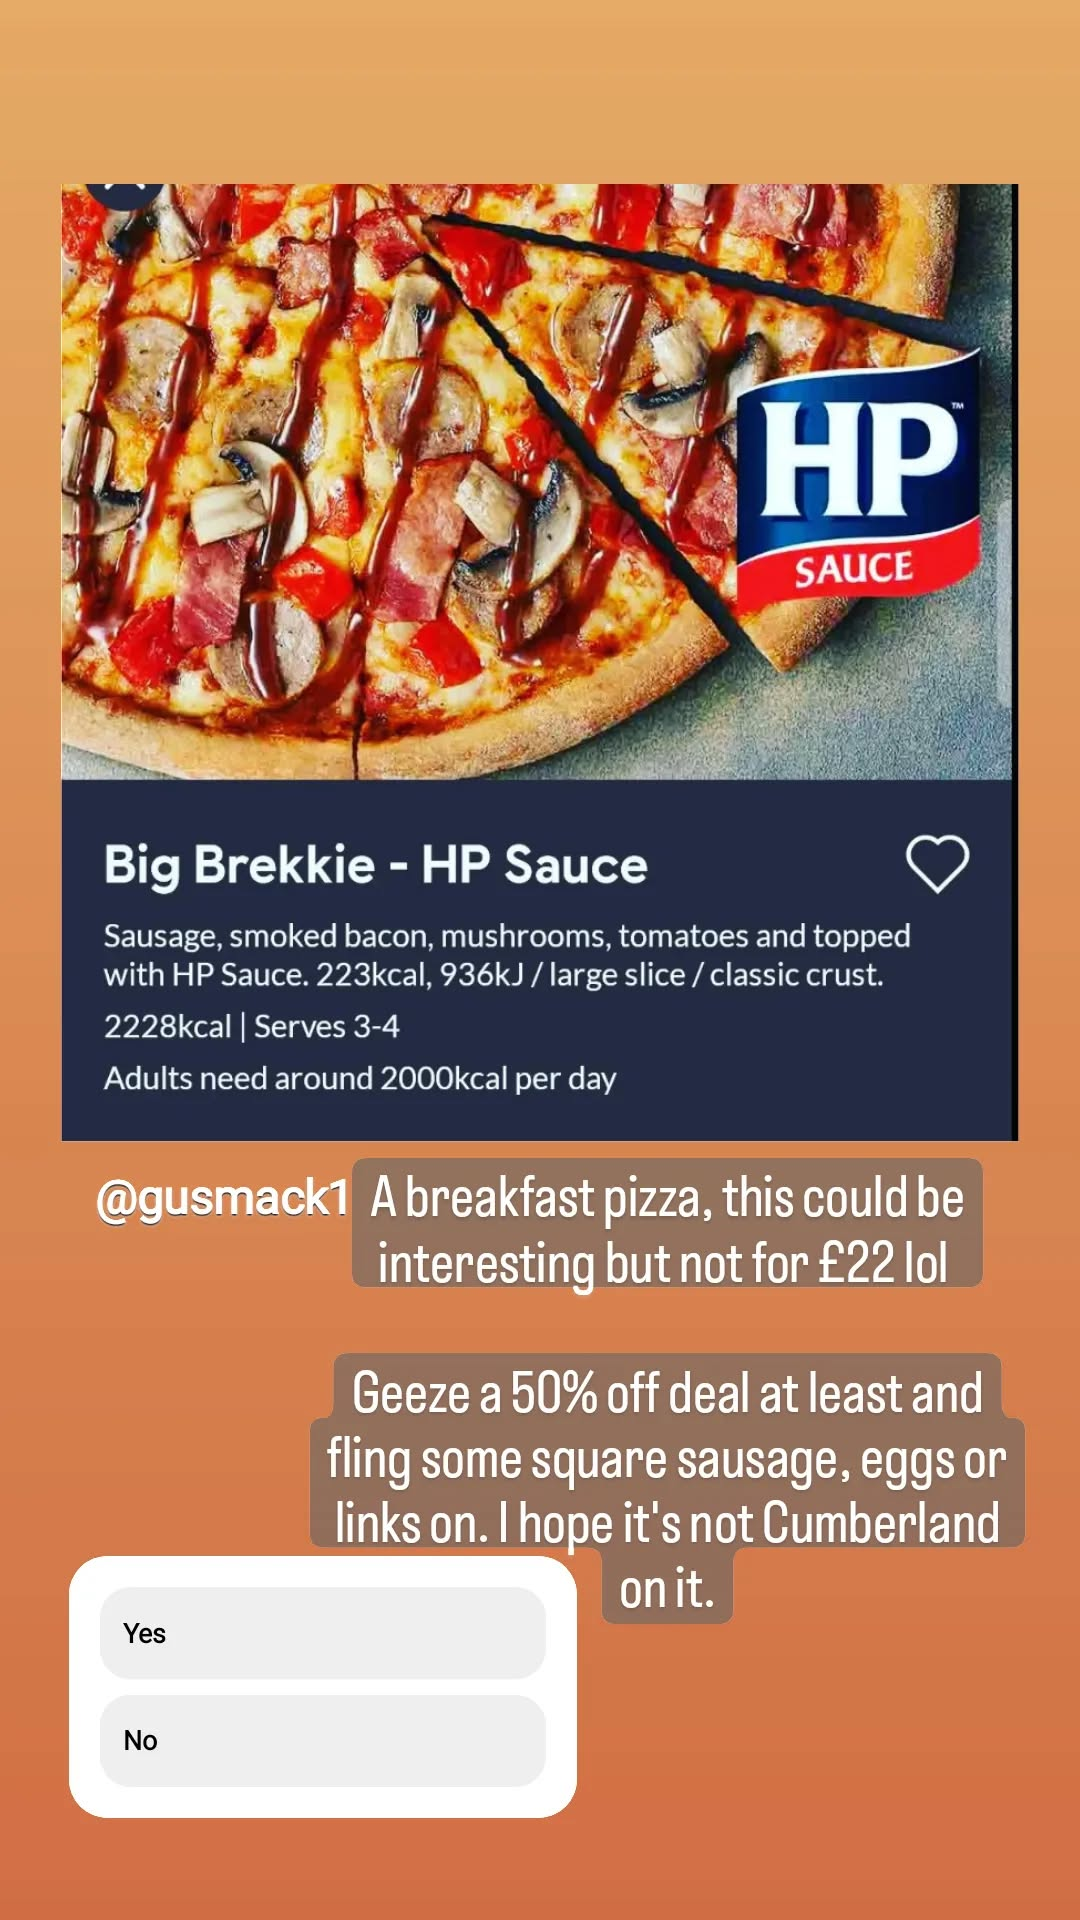 HP™
SAUCE
Big Brekkie - HP Sauce
Sausage, smoked bacon, mushrooms, tomatoes and topped
with HP Sauce. 223kcal, 936kJ / large slice / classic crust.
2228kcal | Serves 3-4
Adults need around 2000kcal per day
@gusmack1 A breakfast pizza, this could be
interesting but not for £22 lol
Geeze a 50% off deal at least and
fling some square sausage, eggs or
links on. I hope it's not Cumberland
on it.
Yes
No